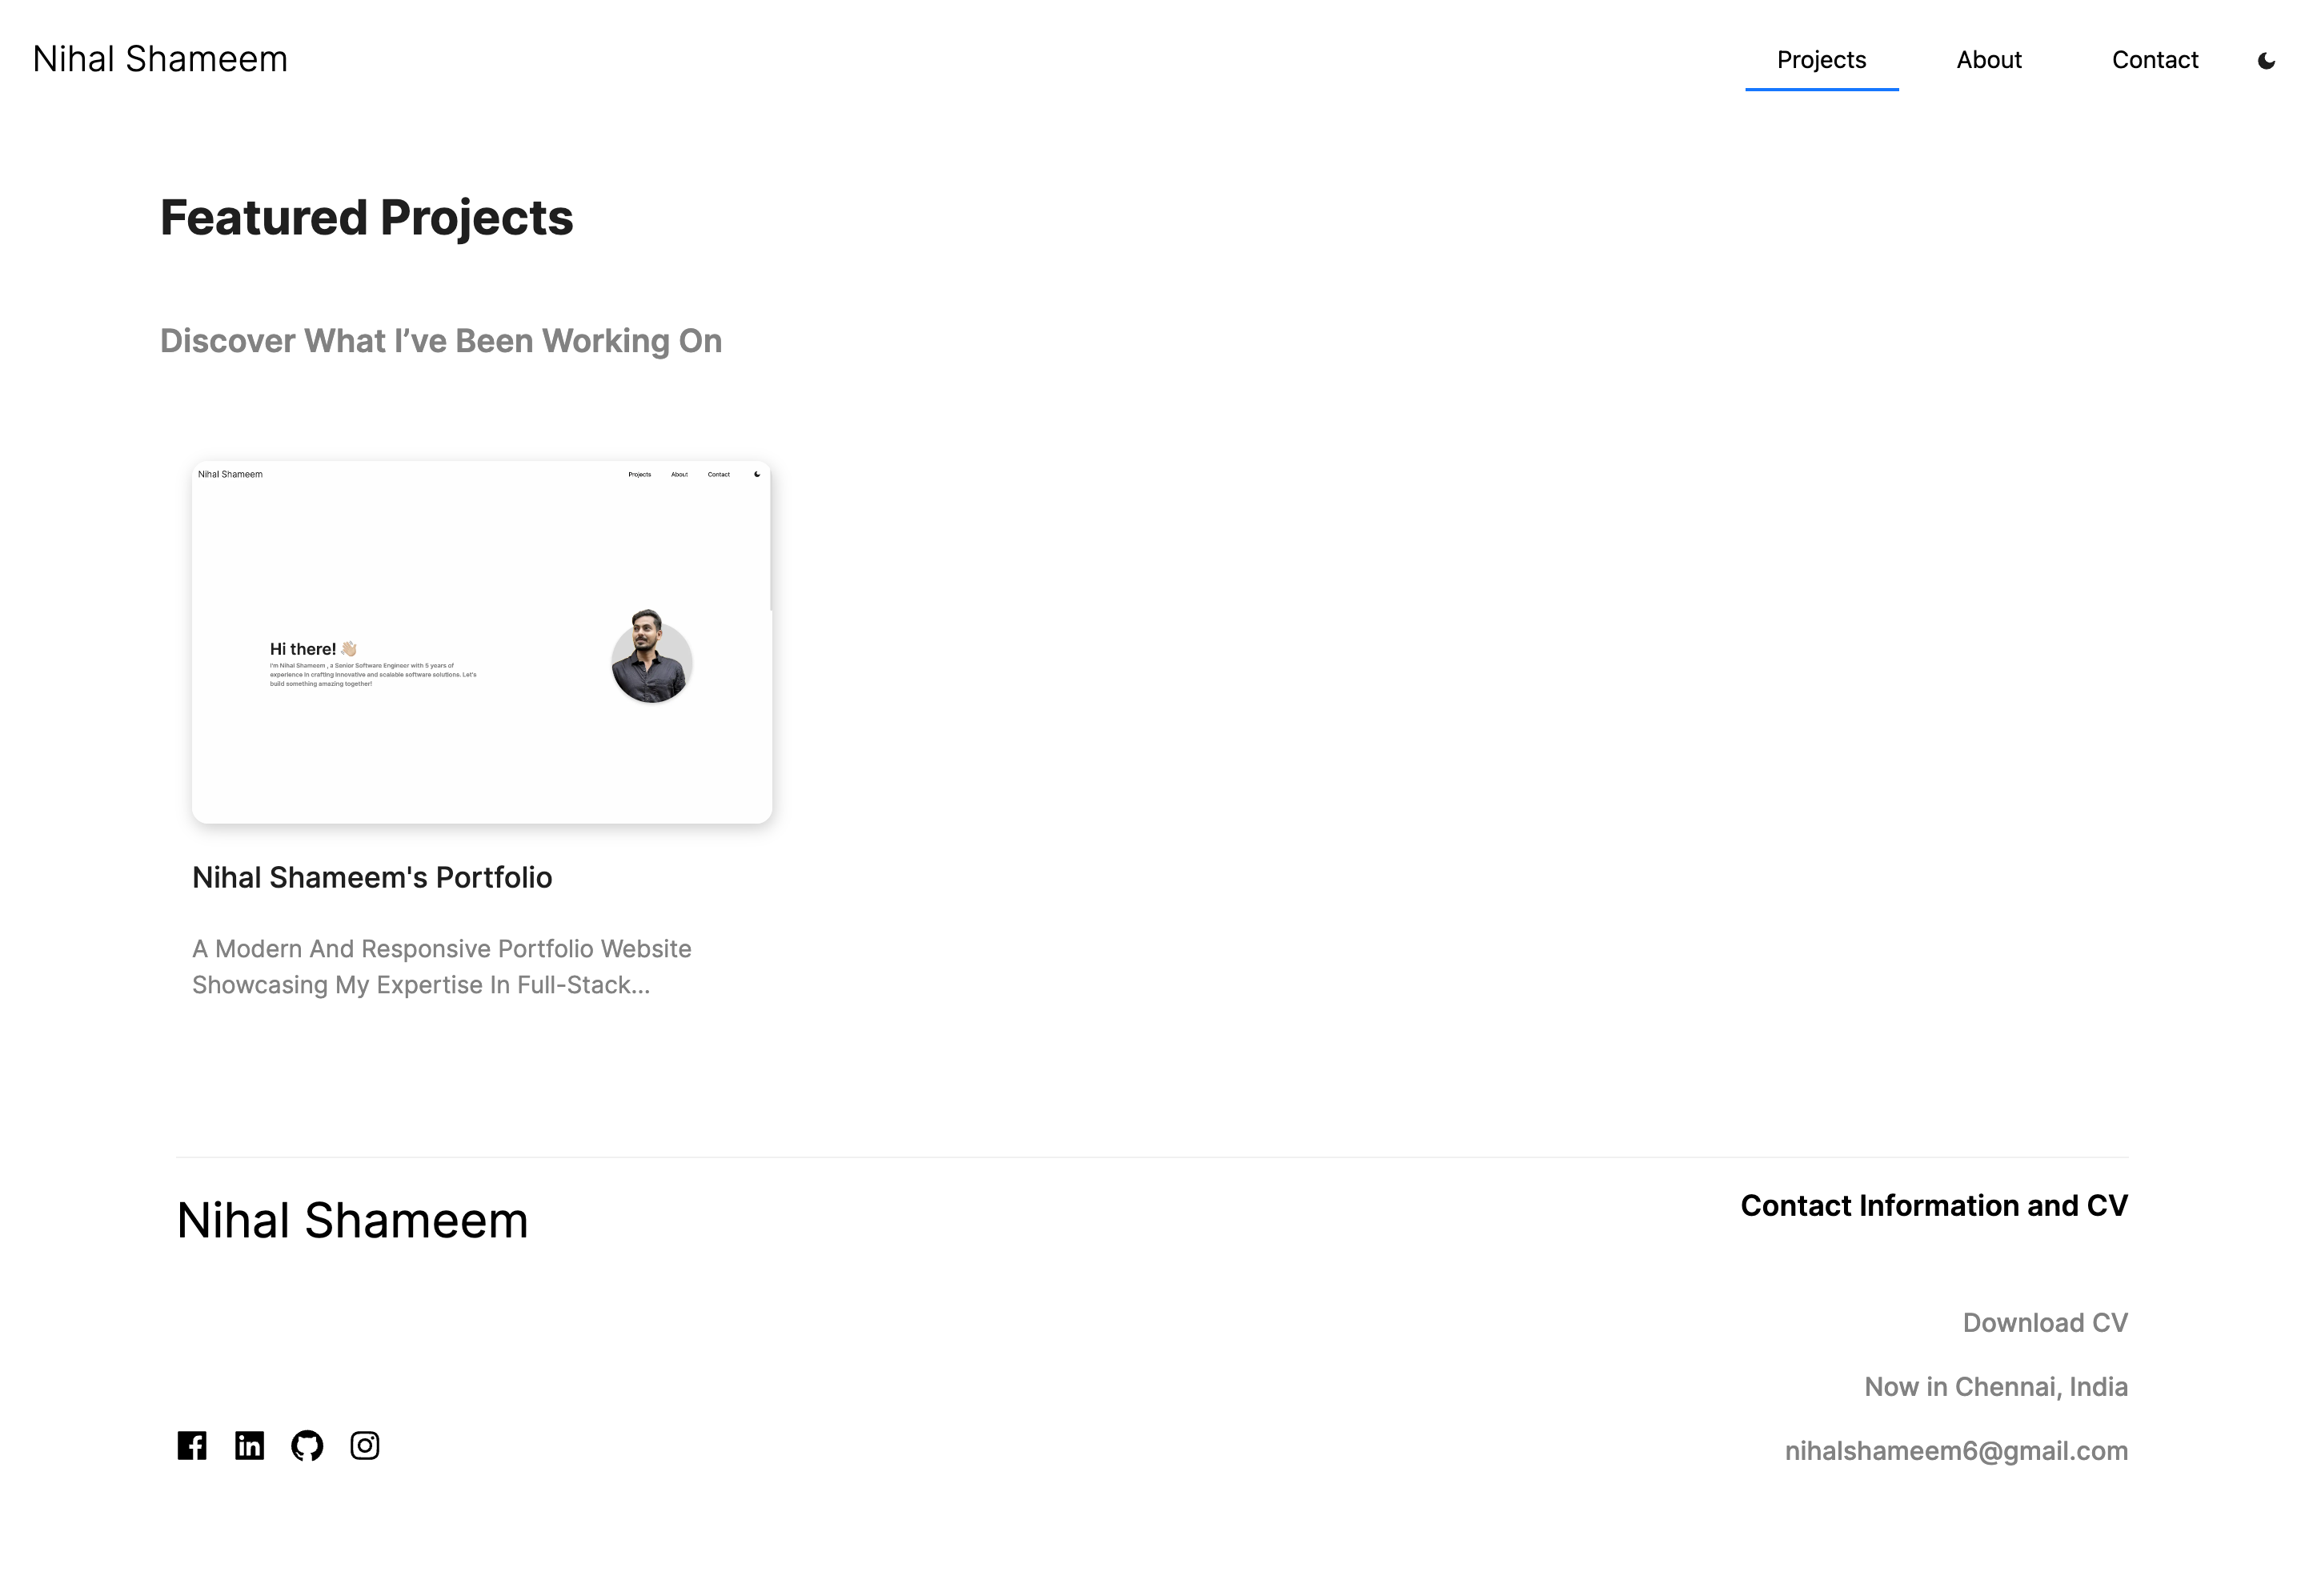 Nihal Shameem
Projects
About
Contact
Featured Projects
Discover What I’ve Been Working On
Nihal Shameem
Projects
About
Contact
Hi there! 👋🏼
I'm Nihal Shameem , a Senior Software Engineer with 5 years of
experience in crafting innovative and scalable software solutions. Let's
build something amazing together!
Nihal Shameem's Portfolio
A Modern And Responsive Portfolio Website
Showcasing My Expertise In Full-Stack...
Nihal Shameem
Contact Information and CV
Download CV
Now in Chennai, India
nihalshameem6@gmail.com